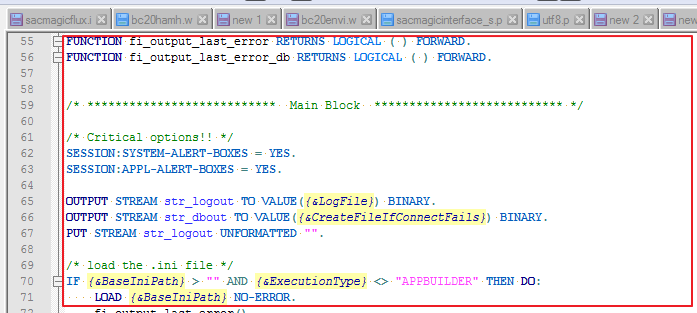 sacmagicflux.i bc20hamh.w new 1 bc20envi.w sacmagicinterface_s.p utf8.p new 2 new
55 FUNCTION fi_output_last_error RETURNS LOGICAL ( ) FORWARD.
56 FUNCTION fi_output_last_error_db RETURNS LOGICAL ( ) FORWARD.
57
58
59 /* *************************** Main Block *************************** */
60
61 /* Critical options!! */
62 SESSION:SYSTEM-ALERT-BOXES = YES.
63 SESSION:APPL-ALERT-BOXES = YES.
64
65 OUTPUT STREAM str_logout TO VALUE({&LogFile}) BINARY.
66 OUTPUT STREAM str_dbout TO VALUE({&CreateFileIfConnectFails}) BINARY.
67 PUT STREAM str_logout UNFORMATTED "".
68
69 /* load the .ini file */
70 IF {&BaseIniPath} > "" AND {&ExecutionType} <> "APPBUILDER" THEN DO:
71 LOAD {&BaseIniPath} NO-ERROR.
72 fi_output_last_error()